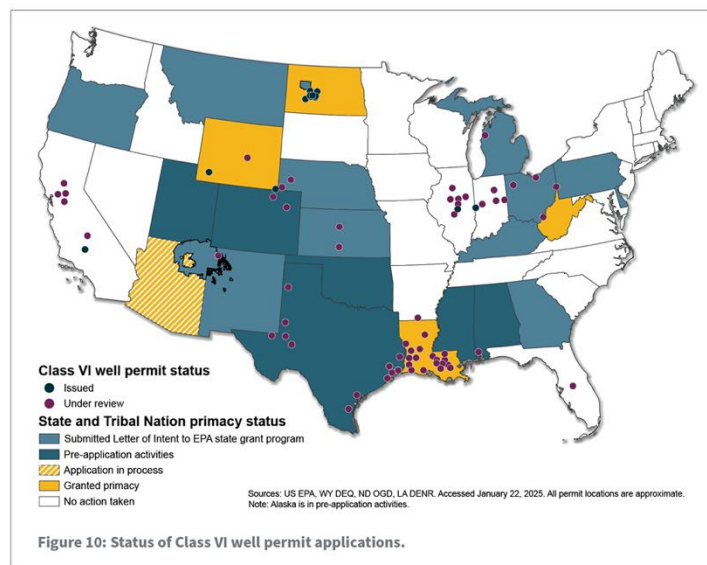 Class VI well permit status
Issued
Under review
State and Tribal Nation primacy status
Submitted Letter of Intent to EPA state grant program
Pre-application activities
Application in process
Granted primacy
No action taken
Sources: US EPA, WY DEQ, ND OGD, LA DENR. Accessed January 22, 2025. All permit locations are approximate.
Note: Alaska is in pre-application activities.
Figure 10: Status of Class VI well permit applications.